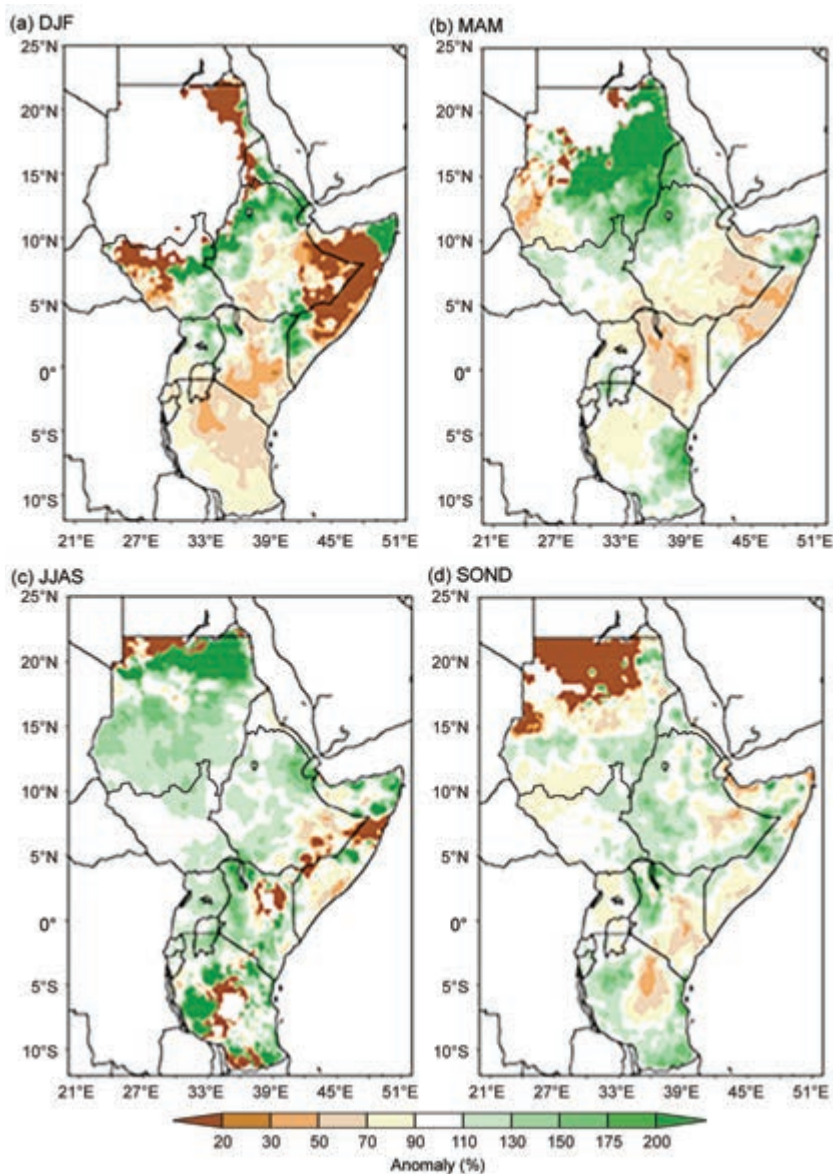 (a) DJF
25°N
20°N
15°N
10°N
5°N
0°
5°S
10°S
21°E 27°E 33°E 39°E 45°E 51°E
(b) MAM
25°N
20°N
15°N
10°N
5°N
0°
5°S
10°S
21°E 27°E 33°E 39°E 45°E 51°E
(c) JJAS
25°N
20°N
15°N
10°N
5°N
0°
5°S
10°S
21°E 27°E 33°E 39°E 45°E 51°E
(d) SOND
25°N
20°N
15°N
10°N
5°N
0°
5°S
10°S
21°E 27°E 33°E 39°E 45°E 51°E
20 30 50 70 90 110 130 150 175 200
Anomaly (%)